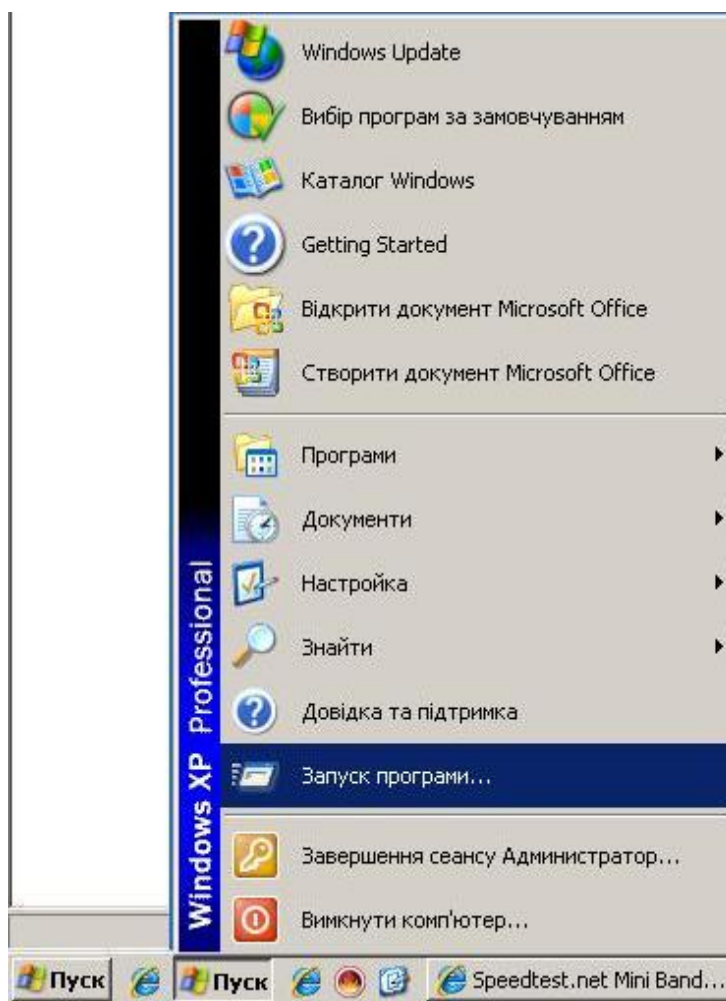 Windows Update
Вибір програм за замовчуванням
Каталог Windows
Getting Started
Відкрити документ Microsoft Office
Створити документ Microsoft Office
Програми
Документи
Настройка
Знайти
Довідка та підтримка
Запуск програми...
Завершення сеансу Администратор...
Вимкнути комп'ютер...
Windows XP Professional
Пуск
Пуск
Speedtest.net Mini Band...